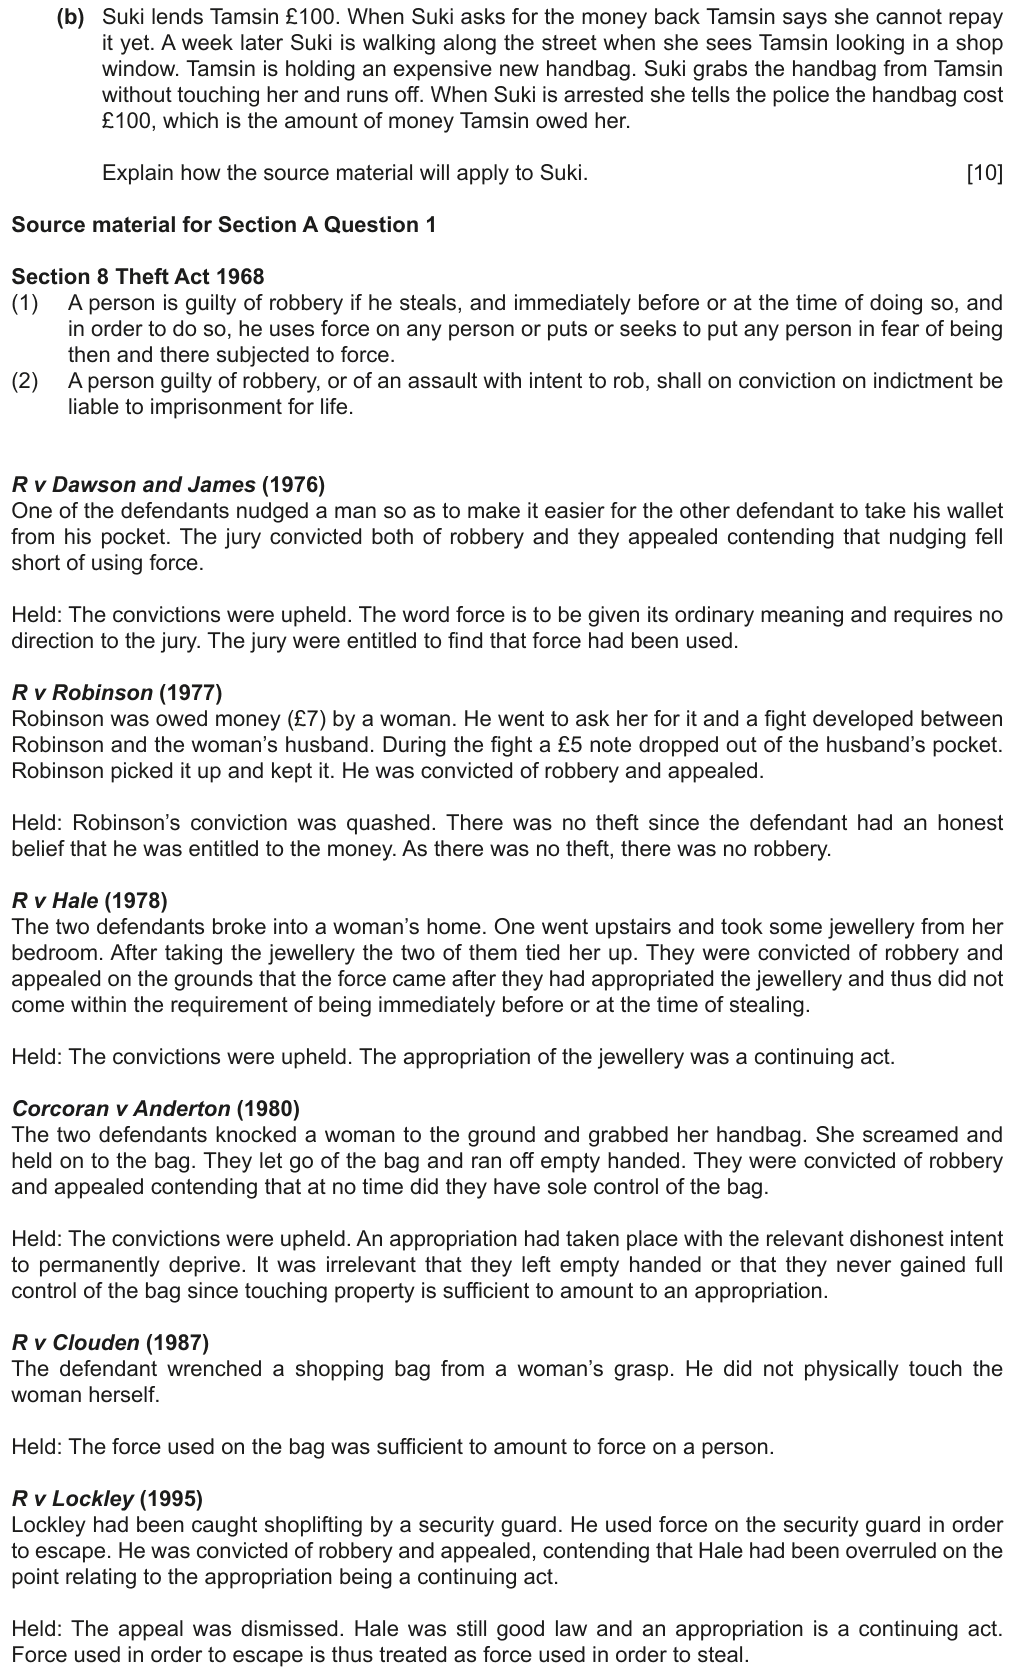 (b) Suki lends Tamsin £100. When Suki asks for the money back Tamsin says she cannot repay
it yet. A week later Suki is walking along the street when she sees Tamsin looking in a shop
window. Tamsin is holding an expensive new handbag. Suki grabs the handbag from Tamsin
without touching her and runs off. When Suki is arrested she tells the police the handbag cost
£100, which is the amount of money Tamsin owed her.
Explain how the source material will apply to Suki. [10]
Source material for Section A Question 1
Section 8 Theft Act 1968
(1) A person is guilty of robbery if he steals, and immediately before or at the time of doing so, and
in order to do so, he uses force on any person or puts or seeks to put any person in fear of being
then and there subjected to force.
(2) A person guilty of robbery, or of an assault with intent to rob, shall on conviction on indictment be
liable to imprisonment for life.
R v Dawson and James (1976)
One of the defendants nudged a man so as to make it easier for the other defendant to take his wallet
from his pocket. The jury convicted both of robbery and they appealed contending that nudging fell
short of using force.
Held: The convictions were upheld. The word force is to be given its ordinary meaning and requires no
direction to the jury. The jury were entitled to find that force had been used.
R v Robinson (1977)
Robinson was owed money (£7) by a woman. He went to ask her for it and a fight developed between
Robinson and the woman's husband. During the fight a £5 note dropped out of the husband's pocket.
Robinson picked it up and kept it. He was convicted of robbery and appealed.
Held: Robinson's conviction was quashed. There was no theft since the defendant had an honest
belief that he was entitled to the money. As there was no theft, there was no robbery.
R v Hale (1978)
The two defendants broke into a woman's home. One went upstairs and took some jewellery from her
bedroom. After taking the jewellery the two of them tied her up. They were convicted of robbery and
appealed on the grounds that the force came after they had appropriated the jewellery and thus did not
come within the requirement of being immediately before or at the time of stealing.
Held: The convictions were upheld. The appropriation of the jewellery was a continuing act.
Corcoran v Anderton (1980)
The two defendants knocked a woman to the ground and grabbed her handbag. She screamed and
held on to the bag. They let go of the bag and ran off empty handed. They were convicted of robbery
and appealed contending that at no time did they have sole control of the bag.
Held: The convictions were upheld. An appropriation had taken place with the relevant dishonest intent
to permanently deprive. It was irrelevant that they left empty handed or that they never gained full
control of the bag since touching property is sufficient to amount to an appropriation.
R v Clouden (1987)
The defendant wrenched a shopping bag from a woman's grasp. He did not physically touch the
woman herself.
Held: The force used on the bag was sufficient to amount to force on a person.
R v Lockley (1995)
Lockley had been caught shoplifting by a security guard. He used force on the security guard in order
to escape. He was convicted of robbery and appealed, contending that Hale had been overruled on the
point relating to the appropriation being a continuing act.
Held: The appeal was dismissed. Hale was still good law and an appropriation is a continuing act.
Force used in order to escape is thus treated as force used in order to steal.